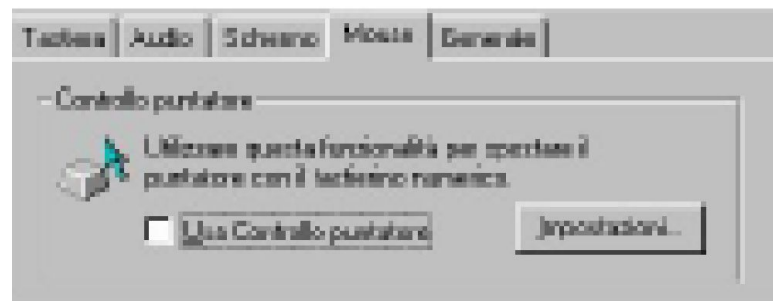 Tastiera Audio Schermo Mouse Generale
Controllo puntatore
Utilizzare questa funzionalità per spostare il
puntatore con il tastierino numerico.
Usa Controllo puntatore Impostazioni...